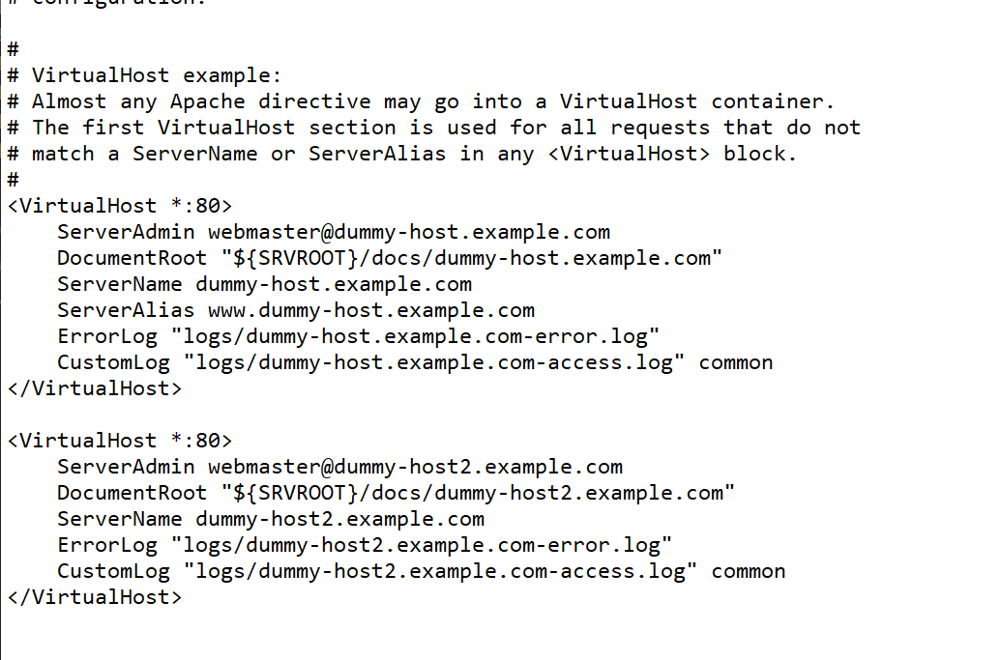 # configuration.
#
# VirtualHost example:
# Almost any Apache directive may go into a VirtualHost container.
# The first VirtualHost section is used for all requests that do not
# match a ServerName or ServerAlias in any <VirtualHost> block.
#
<VirtualHost *:80>
    ServerAdmin webmaster@dummy-host.example.com
    DocumentRoot "${SRVROOT}/docs/dummy-host.example.com"
    ServerName dummy-host.example.com
    ServerAlias www.dummy-host.example.com
    ErrorLog "logs/dummy-host.example.com-error.log"
    CustomLog "logs/dummy-host.example.com-access.log" common
</VirtualHost>
<VirtualHost *:80>
    ServerAdmin webmaster@dummy-host2.example.com
    DocumentRoot "${SRVROOT}/docs/dummy-host2.example.com"
    ServerName dummy-host2.example.com
    ErrorLog "logs/dummy-host2.example.com-error.log"
    CustomLog "logs/dummy-host2.example.com-access.log" common
</VirtualHost>